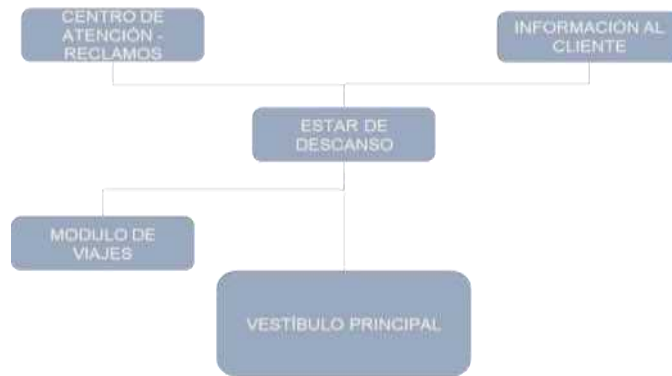 CENTRO DE
ATENCIÓN -
RECLAMOS
INFORMACIÓN AL
CLIENTE
ESTAR DE
DESCANSO
MODULO DE
VIAJES
VESTÍBULO PRINCIPAL